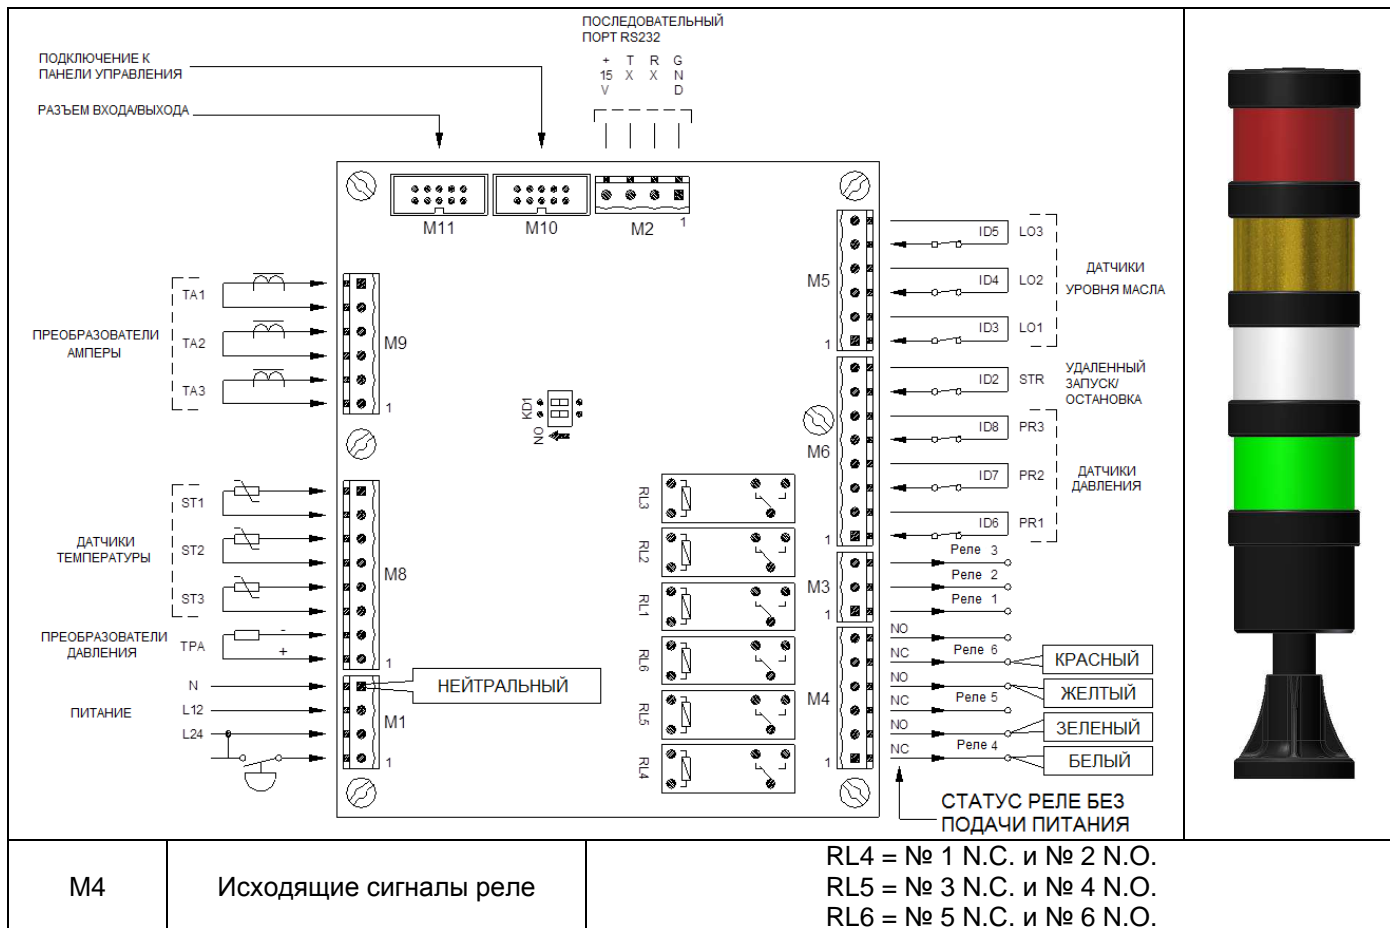 ПОСЛЕДОВАТЕЛЬНЫЙ
ПОРТ RS232
+ T R G
15 X X N
V D
ПОДКЛЮЧЕНИЕ К
ПАНЕЛИ УПРАВЛЕНИЯ
РАЗЪЕМ ВХОДА/ВЫХОДА
M11
M10
M2
1
ПРЕОБРАЗОВАТЕЛИ
АМПЕРЫ
TA1
TA2
TA3
M9
1
KD1
NO
ДАТЧИКИ
ТЕМПЕРАТУРЫ
ST1
ST2
ST3
ПРЕОБРАЗОВАТЕЛИ
ДАВЛЕНИЯ
TPA
-
+
M8
1
ПИТАНИЕ
N
L12
L24
M1
1
НЕЙТРАЛЬНЫЙ
RL3
RL2
RL1
RL6
RL5
RL4
M5
1
ID5 LO3
ID4 LO2
ID3 LO1
ДАТЧИКИ
УРОВНЯ МАСЛА
M6
1
ID2 STR
УДАЛЕННЫЙ
ЗАПУСК/
ОСТАНОВКА
ID8 PR3
ID7 PR2
ID6 PR1
ДАТЧИКИ
ДАВЛЕНИЯ
M3
1
Реле 3
Реле 2
Реле 1
M4
1
NO
NC Реле 6 КРАСНЫЙ
NO ЖЕЛТЫЙ
NC Реле 5
NO ЗЕЛЕНЫЙ
NC Реле 4 БЕЛЫЙ
СТАТУС РЕЛЕ БЕЗ
ПОДАЧИ ПИТАНИЯ
M4
Исходящие сигналы реле
RL4 = № 1 N.C. и № 2 N.O.
RL5 = № 3 N.C. и № 4 N.O.
RL6 = № 5 N.C. и № 6 N.O.